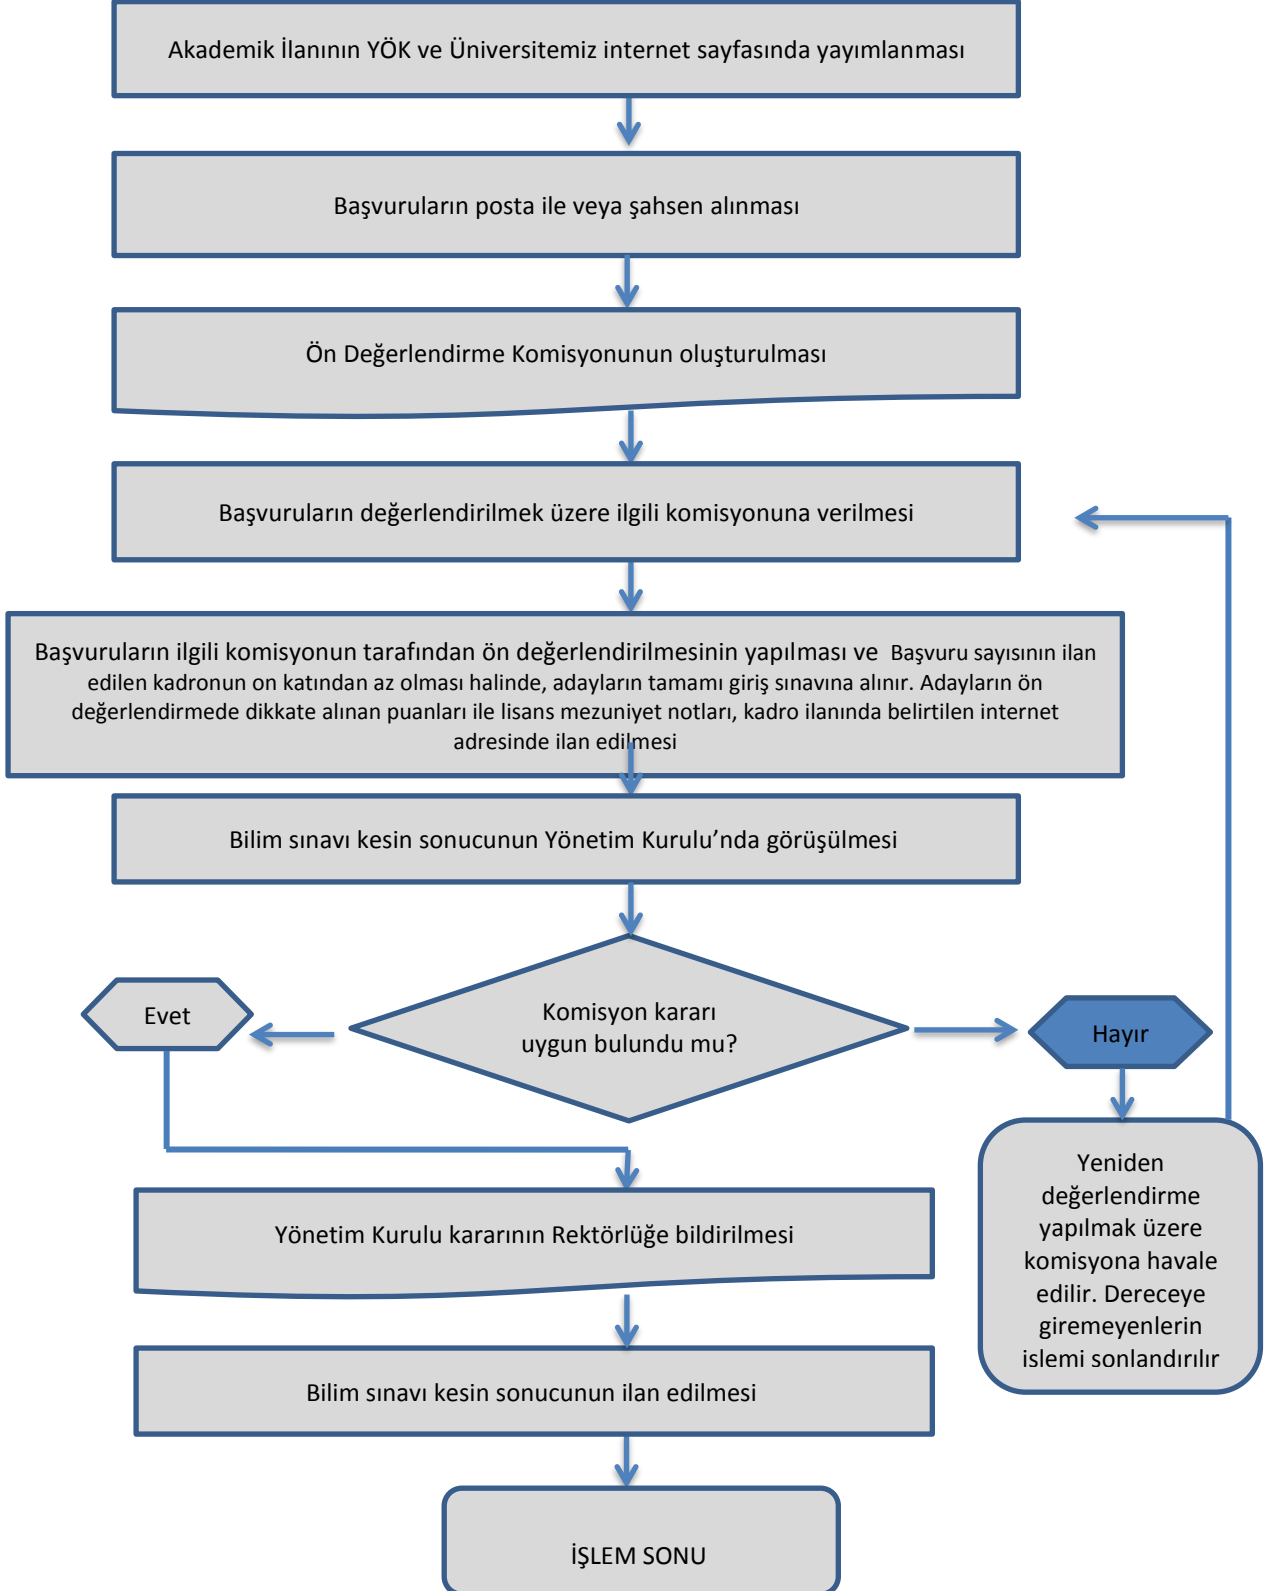 Akademik İlanının YÖK ve Üniversitemiz internet sayfasında yayımlanması
Başvuruların posta ile veya şahsen alınması
Ön Değerlendirme Komisyonunun oluşturulması
Başvuruların değerlendirilmek üzere ilgili komisyonuna verilmesi
Başvuruların ilgili komisyonun tarafından ön değerlendirilmesinin yapılması ve Başvuru sayısının ilan
edilen kadronun on katından az olması halinde, adayların tamamı giriş sınavına alınır. Adayların ön
değerlendirmede dikkate alınan puanları ile lisans mezuniyet notları, kadro ilanında belirtilen internet
adresinde ilan edilmesi
Bilim sınavı kesin sonucunun Yönetim Kurulu’nda görüşülmesi
Komisyon kararı
uygun bulundu mu?
Evet
Hayır
Yeniden
değerlendirme
yapılmak üzere
komisyona havale
edilir. Dereceye
giremeyenlerin
islemi sonlandırılır
Yönetim Kurulu kararının Rektörlüğe bildirilmesi
Bilim sınavı kesin sonucunun ilan edilmesi
İŞLEM SONU